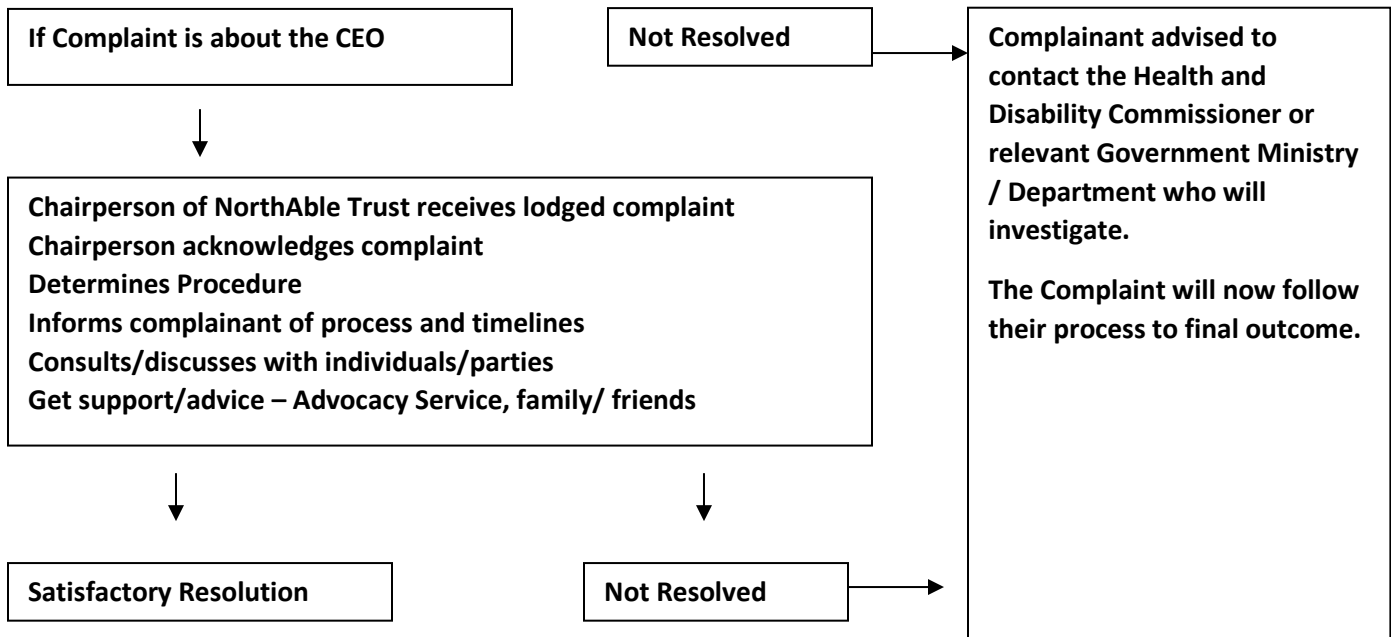 If Complaint is about the CEO
Not Resolved
Complainant advised to
contact the Health and
Disability Commissioner or
relevant Government Ministry
/ Department who will
investigate.
The Complaint will now follow
their process to final outcome.
Chairperson of NorthAble Trust receives lodged complaint
Chairperson acknowledges complaint
Determines Procedure
Informs complainant of process and timelines
Consults/discusses with individuals/parties
Get support/advice – Advocacy Service, family/ friends
Satisfactory Resolution
Not Resolved